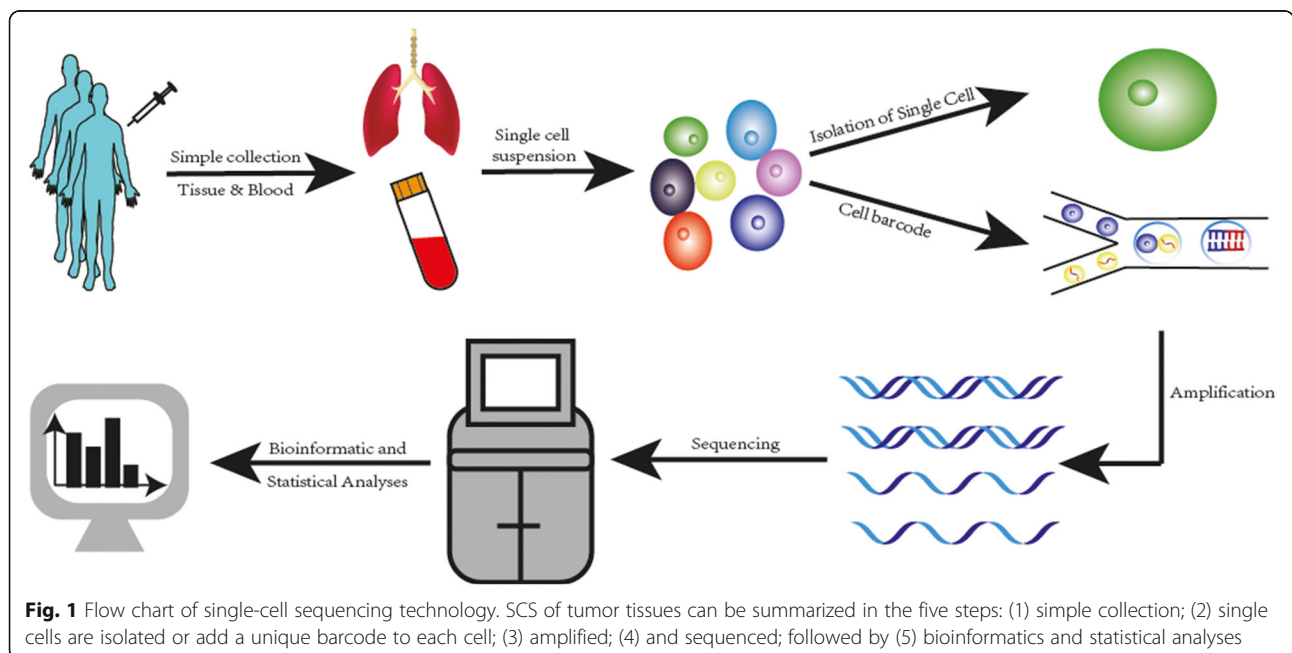 Simple collection
Tissue & Blood
Single cell
suspension
Isolation of Single Cell
Cell barcode
Amplification
Sequencing
Bioinformatic and
Statistical Analyses
Fig. 1 Flow chart of single-cell sequencing technology. SCS of tumor tissues can be summarized in the five steps: (1) simple collection; (2) single
cells are isolated or add a unique barcode to each cell; (3) amplified; (4) and sequenced; followed by (5) bioinformatics and statistical analyses